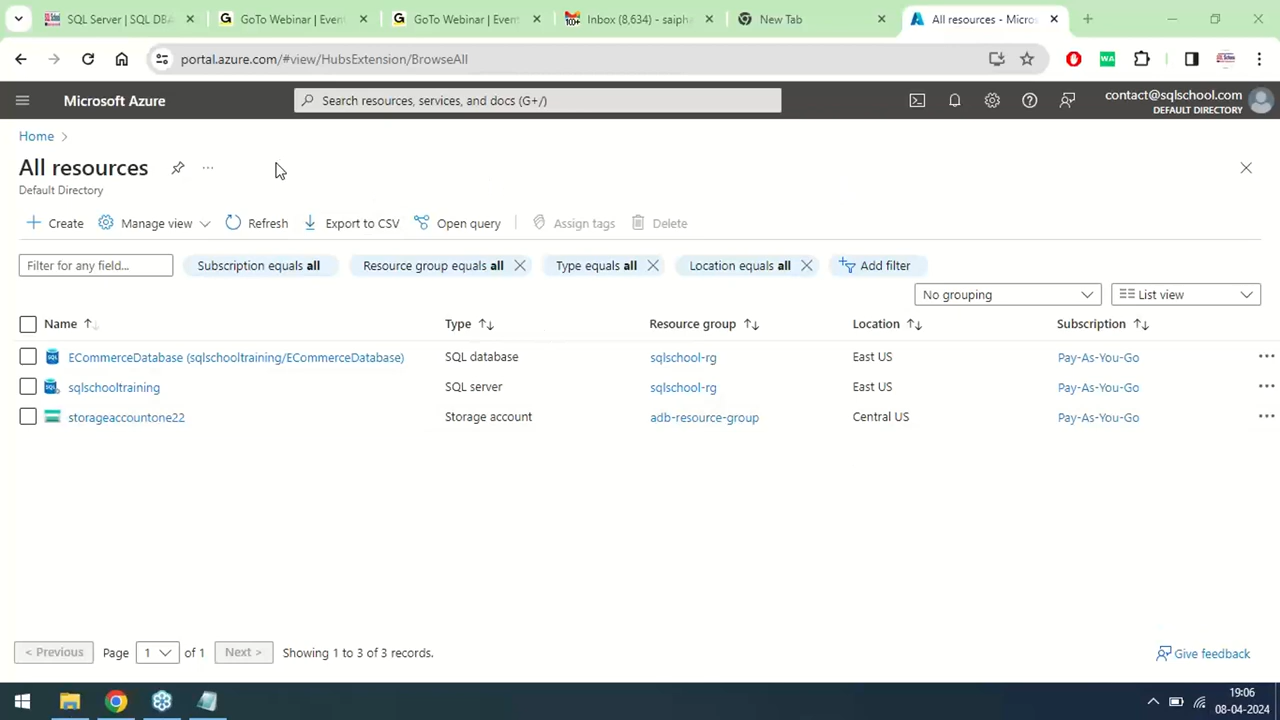 SQL Server | SQL DBA
GoTo Webinar | Event
GoTo Webinar | Event
Inbox (8,634) - saipha
New Tab
All resources - Micros
portal.azure.com/#view/HubsExtension/BrowseAll
Microsoft Azure
Search resources, services, and docs (G+/)
contact@sqlschool.com
DEFAULT DIRECTORY
Home >
All resources
Default Directory
+ Create Manage view Refresh Export to CSV Open query Assign tags Delete
Filter for any field... Subscription equals all Resource group equals all Type equals all Location equals all Add filter
No grouping List view
Name Type Resource group Location Subscription
ECommerceDatabase (sqlschooltraining/ECommerceDatabase) SQL database sqlschool-rg East US Pay-As-You-Go
sqlschooltraining SQL server sqlschool-rg East US Pay-As-You-Go
storageaccountone22 Storage account adb-resource-group Central US Pay-As-You-Go
< Previous Page 1 of 1 Next > Showing 1 to 3 of 3 records. Give feedback
19:06
08-04-2024